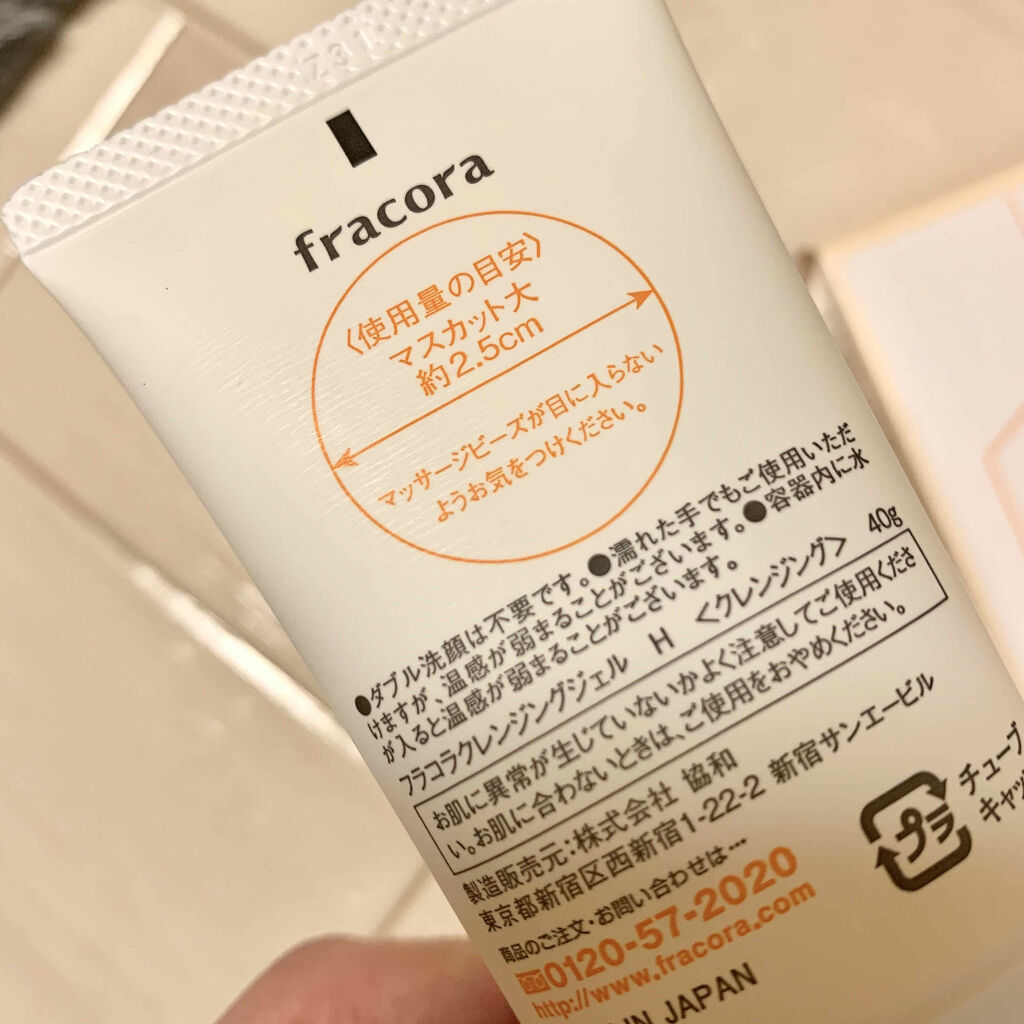 731
fracora
〈使用量の目安〉
マスカット大
約2.5cm
マッサージビーズが目に入らない
ようお気をつけください。
●ダブル洗顔は不要です。●濡れた手でもご使用いただ
けますが、温感が弱まることがございます。●容器内に水
が入ると温感が弱まることがございます。
フラコラクレンジングジェル H 〈クレンジング〉 40g
お肌に異常が生じていないかよく注意してご使用くださ
い。お肌に合わないときは、ご使用をおやめください。
製造販売元:株式会社 協和
東京都新宿区西新宿1-22-2 新宿サンエービル
商品のご注文・お問い合わせは…
0120-57-2020
http://www.fracora.com
IN JAPAN
プラ
チューブ
キャッ